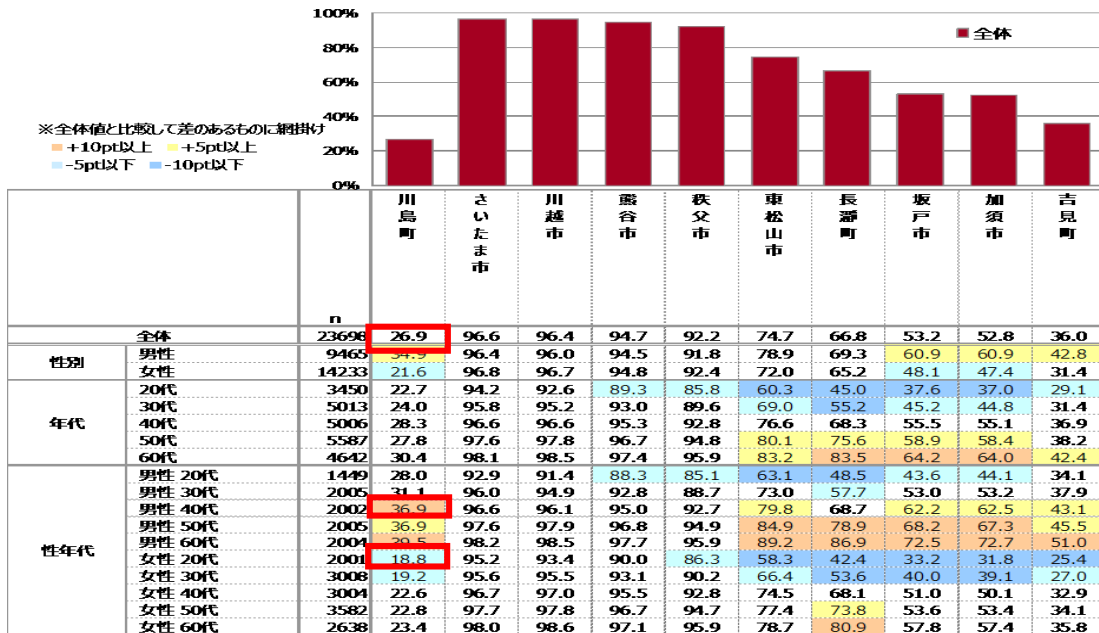 100%
80%
60%
40%
20%
0%
全体
※全体値と比較して差のあるものに網掛け
+10pt以上 +5pt以上
-5pt以下 -10pt以下
n 川島町 さいたま市 川越市 熊谷市 秩父市 東松山市 長瀞町 坂戸市 加須市 吉見町
全体 23698 26.9 96.6 96.4 94.7 92.2 74.7 66.8 53.2 52.8 36.0
性別 男性 9465 34.9 96.4 96.0 94.5 91.8 78.9 69.3 60.9 60.9 42.8
女性 14233 21.6 96.8 96.7 94.8 92.4 72.0 65.2 48.1 47.4 31.4
年代 20代 3450 22.7 94.2 92.6 89.3 85.8 60.3 45.0 37.6 37.0 29.1
30代 5013 24.0 95.8 95.2 93.0 89.6 69.0 55.2 45.2 44.8 31.4
40代 5006 28.3 96.6 96.6 95.3 92.8 76.6 68.3 55.5 55.1 36.9
50代 5587 27.8 97.6 97.8 96.7 94.8 80.1 75.6 58.9 58.4 38.2
60代 4642 30.4 98.1 98.5 97.4 95.9 83.2 83.5 64.2 64.0 42.4
性年代 男性 20代 1449 28.0 92.9 91.4 88.3 85.1 63.1 48.5 43.6 44.1 34.1
男性 30代 2005 31.1 96.0 94.9 92.8 88.7 73.0 57.7 53.0 53.2 37.9
男性 40代 2002 36.9 96.6 96.1 95.0 92.7 79.8 68.7 62.2 62.5 43.1
男性 50代 2005 36.9 97.6 97.9 96.8 94.9 84.9 78.9 68.2 67.3 45.5
男性 60代 2004 39.5 98.2 98.5 97.7 95.9 89.2 86.9 72.5 72.7 51.0
女性 20代 2001 18.8 95.2 93.4 90.0 86.3 58.3 42.4 33.2 31.8 25.4
女性 30代 3008 19.2 95.6 95.5 93.1 90.2 66.4 53.6 40.0 39.1 27.0
女性 40代 3004 22.6 96.7 97.0 95.5 92.8 74.5 68.1 51.0 50.1 32.9
女性 50代 3582 22.8 97.7 97.8 96.7 94.7 77.4 73.8 53.6 53.4 34.1
女性 60代 2638 23.4 98.0 98.6 97.1 95.9 78.7 80.9 57.8 57.4 35.8